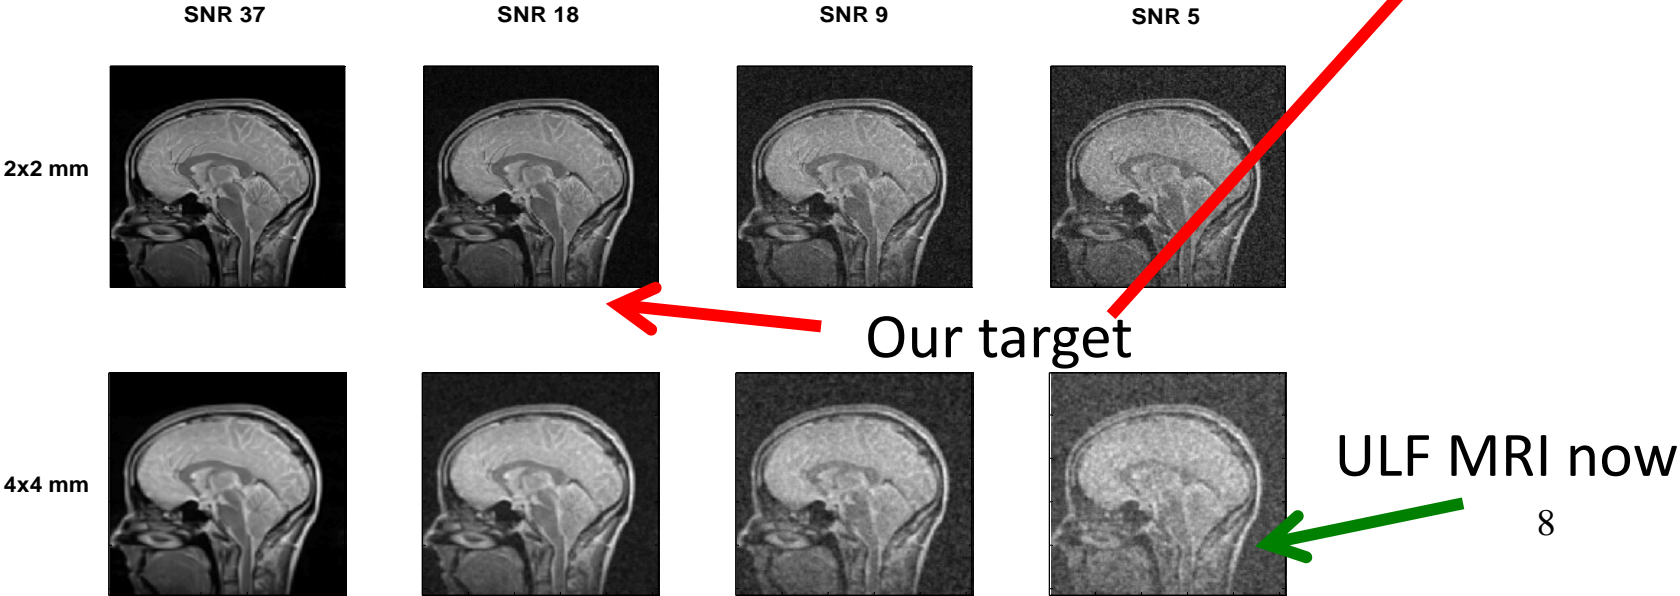 SNR 37
SNR 18
SNR 9
SNR 5
2x2 mm
Our target
4x4 mm
ULF MRI now
8